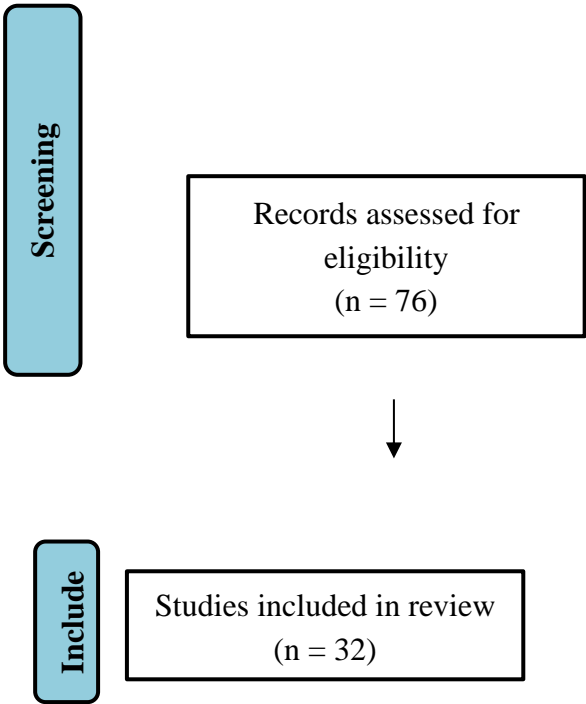 Screening
Records assessed for
eligibility
(n = 76)
Include
Studies included in review
(n = 32)